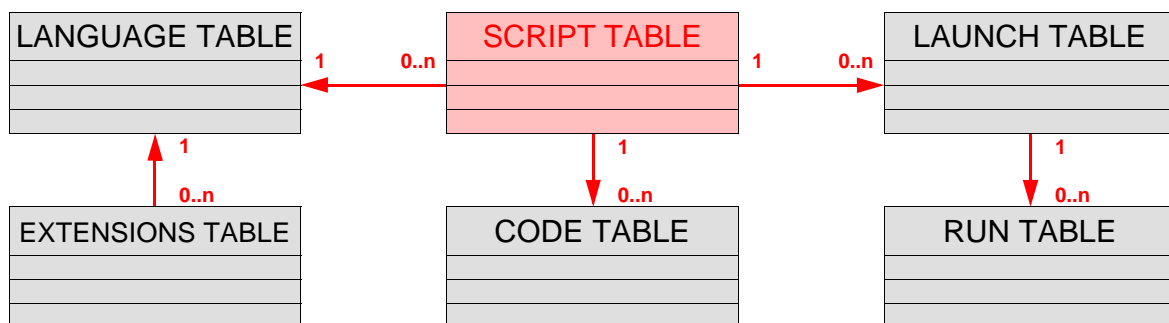 LANGUAGE TABLE
SCRIPT TABLE
LAUNCH TABLE
1
0..n
1
0..n
1
1
1
0..n
0..n
0..n
EXTENSIONS TABLE
CODE TABLE
RUN TABLE